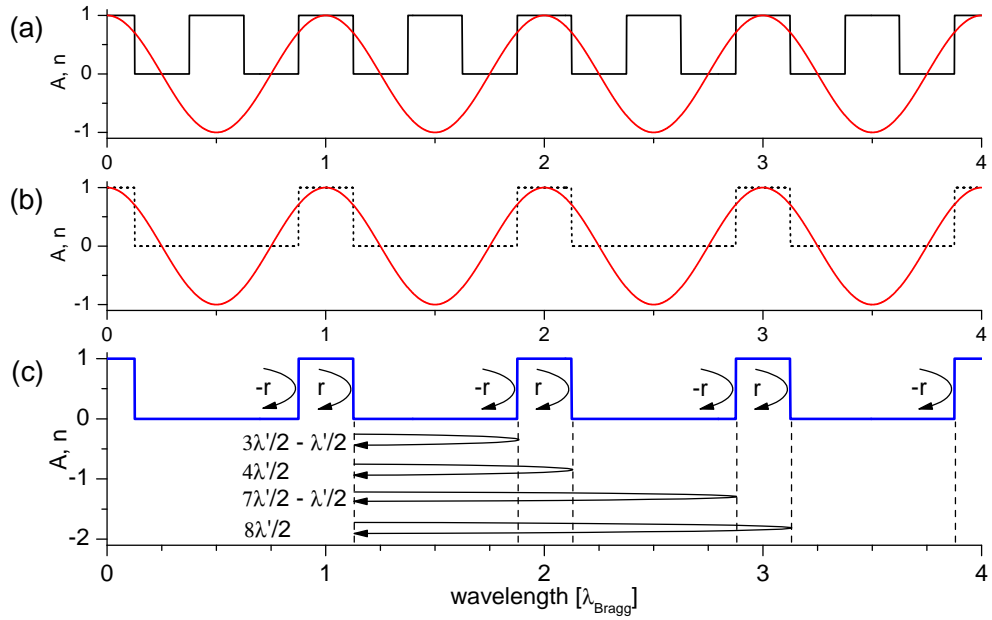 (a)
A, n
1
0
-1
0 1 2 3 4
(b)
A, n
1
0
-1
0 1 2 3 4
(c)
A, n
1
0
-1
-2
-r r -r r -r r -r
3λ'/2 - λ'/2
4λ'/2
7λ'/2 - λ'/2
8λ'/2
0 1 2 3 4
wavelength [λ_Bragg]